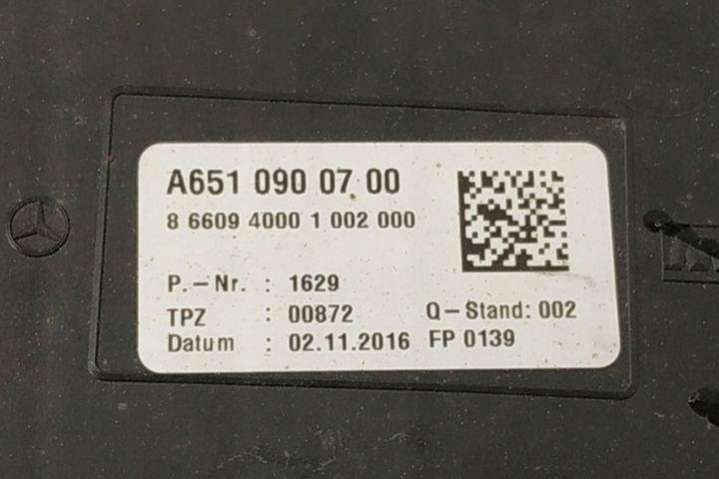 A651 090 07 00
8 6609 4000 1 002 000
P.-Nr. : 1629
TPZ : 00872 Q-Stand: 002
Datum : 02.11.2016 FP 0139